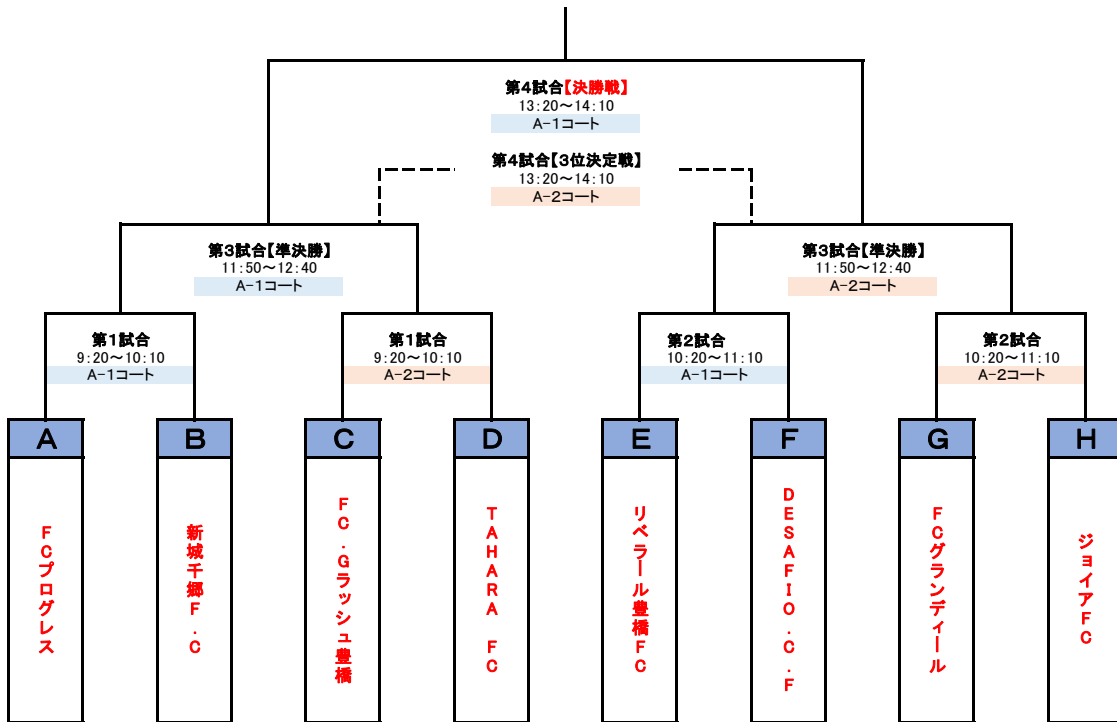 第4試合【決勝戦】
13:20～14:10
A-1コート
第4試合【3位決定戦】
13:20～14:10
A-2コート
第3試合【準決勝】
11:50～12:40
A-1コート
第3試合【準決勝】
11:50～12:40
A-2コート
第1試合
9:20～10:10
A-1コート
第1試合
9:20～10:10
A-2コート
第2試合
10:20～11:10
A-1コート
第2試合
10:20～11:10
A-2コート
A
B
C
D
E
F
G
H
FCプログレス
新城千郷F.C
FC.Gラッシュ豊橋
TAHARA FC
リベラール豊橋FC
DESAFIO.C.F
FCグランディール
ジョイアFC